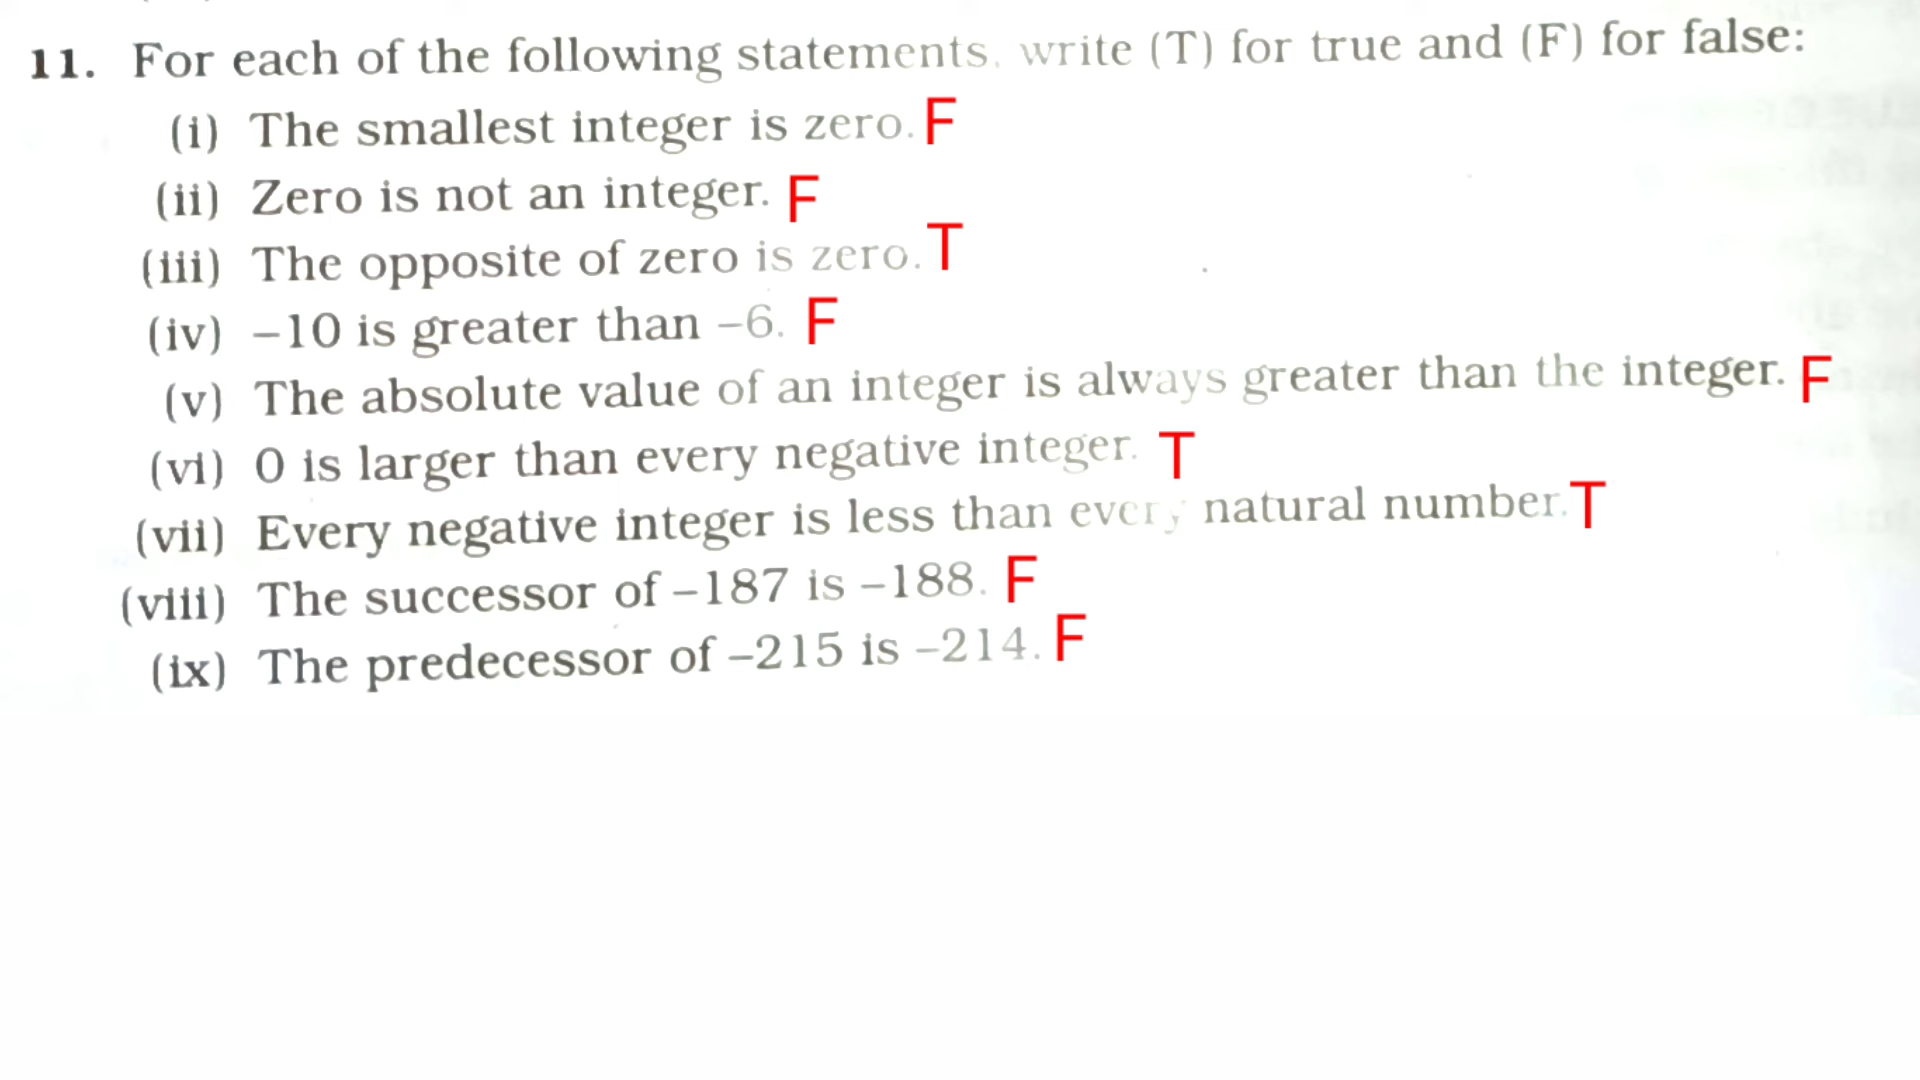 11. For each of the following statements, write (T) for true and (F) for false:
(i) The smallest integer is zero. F
(ii) Zero is not an integer. F
(iii) The opposite of zero is zero. T
(iv) –10 is greater than –6. F
(v) The absolute value of an integer is always greater than the integer. F
(vi) 0 is larger than every negative integer. T
(vii) Every negative integer is less than every natural number. T
(viii) The successor of –187 is –188. F
(ix) The predecessor of –215 is –214. F